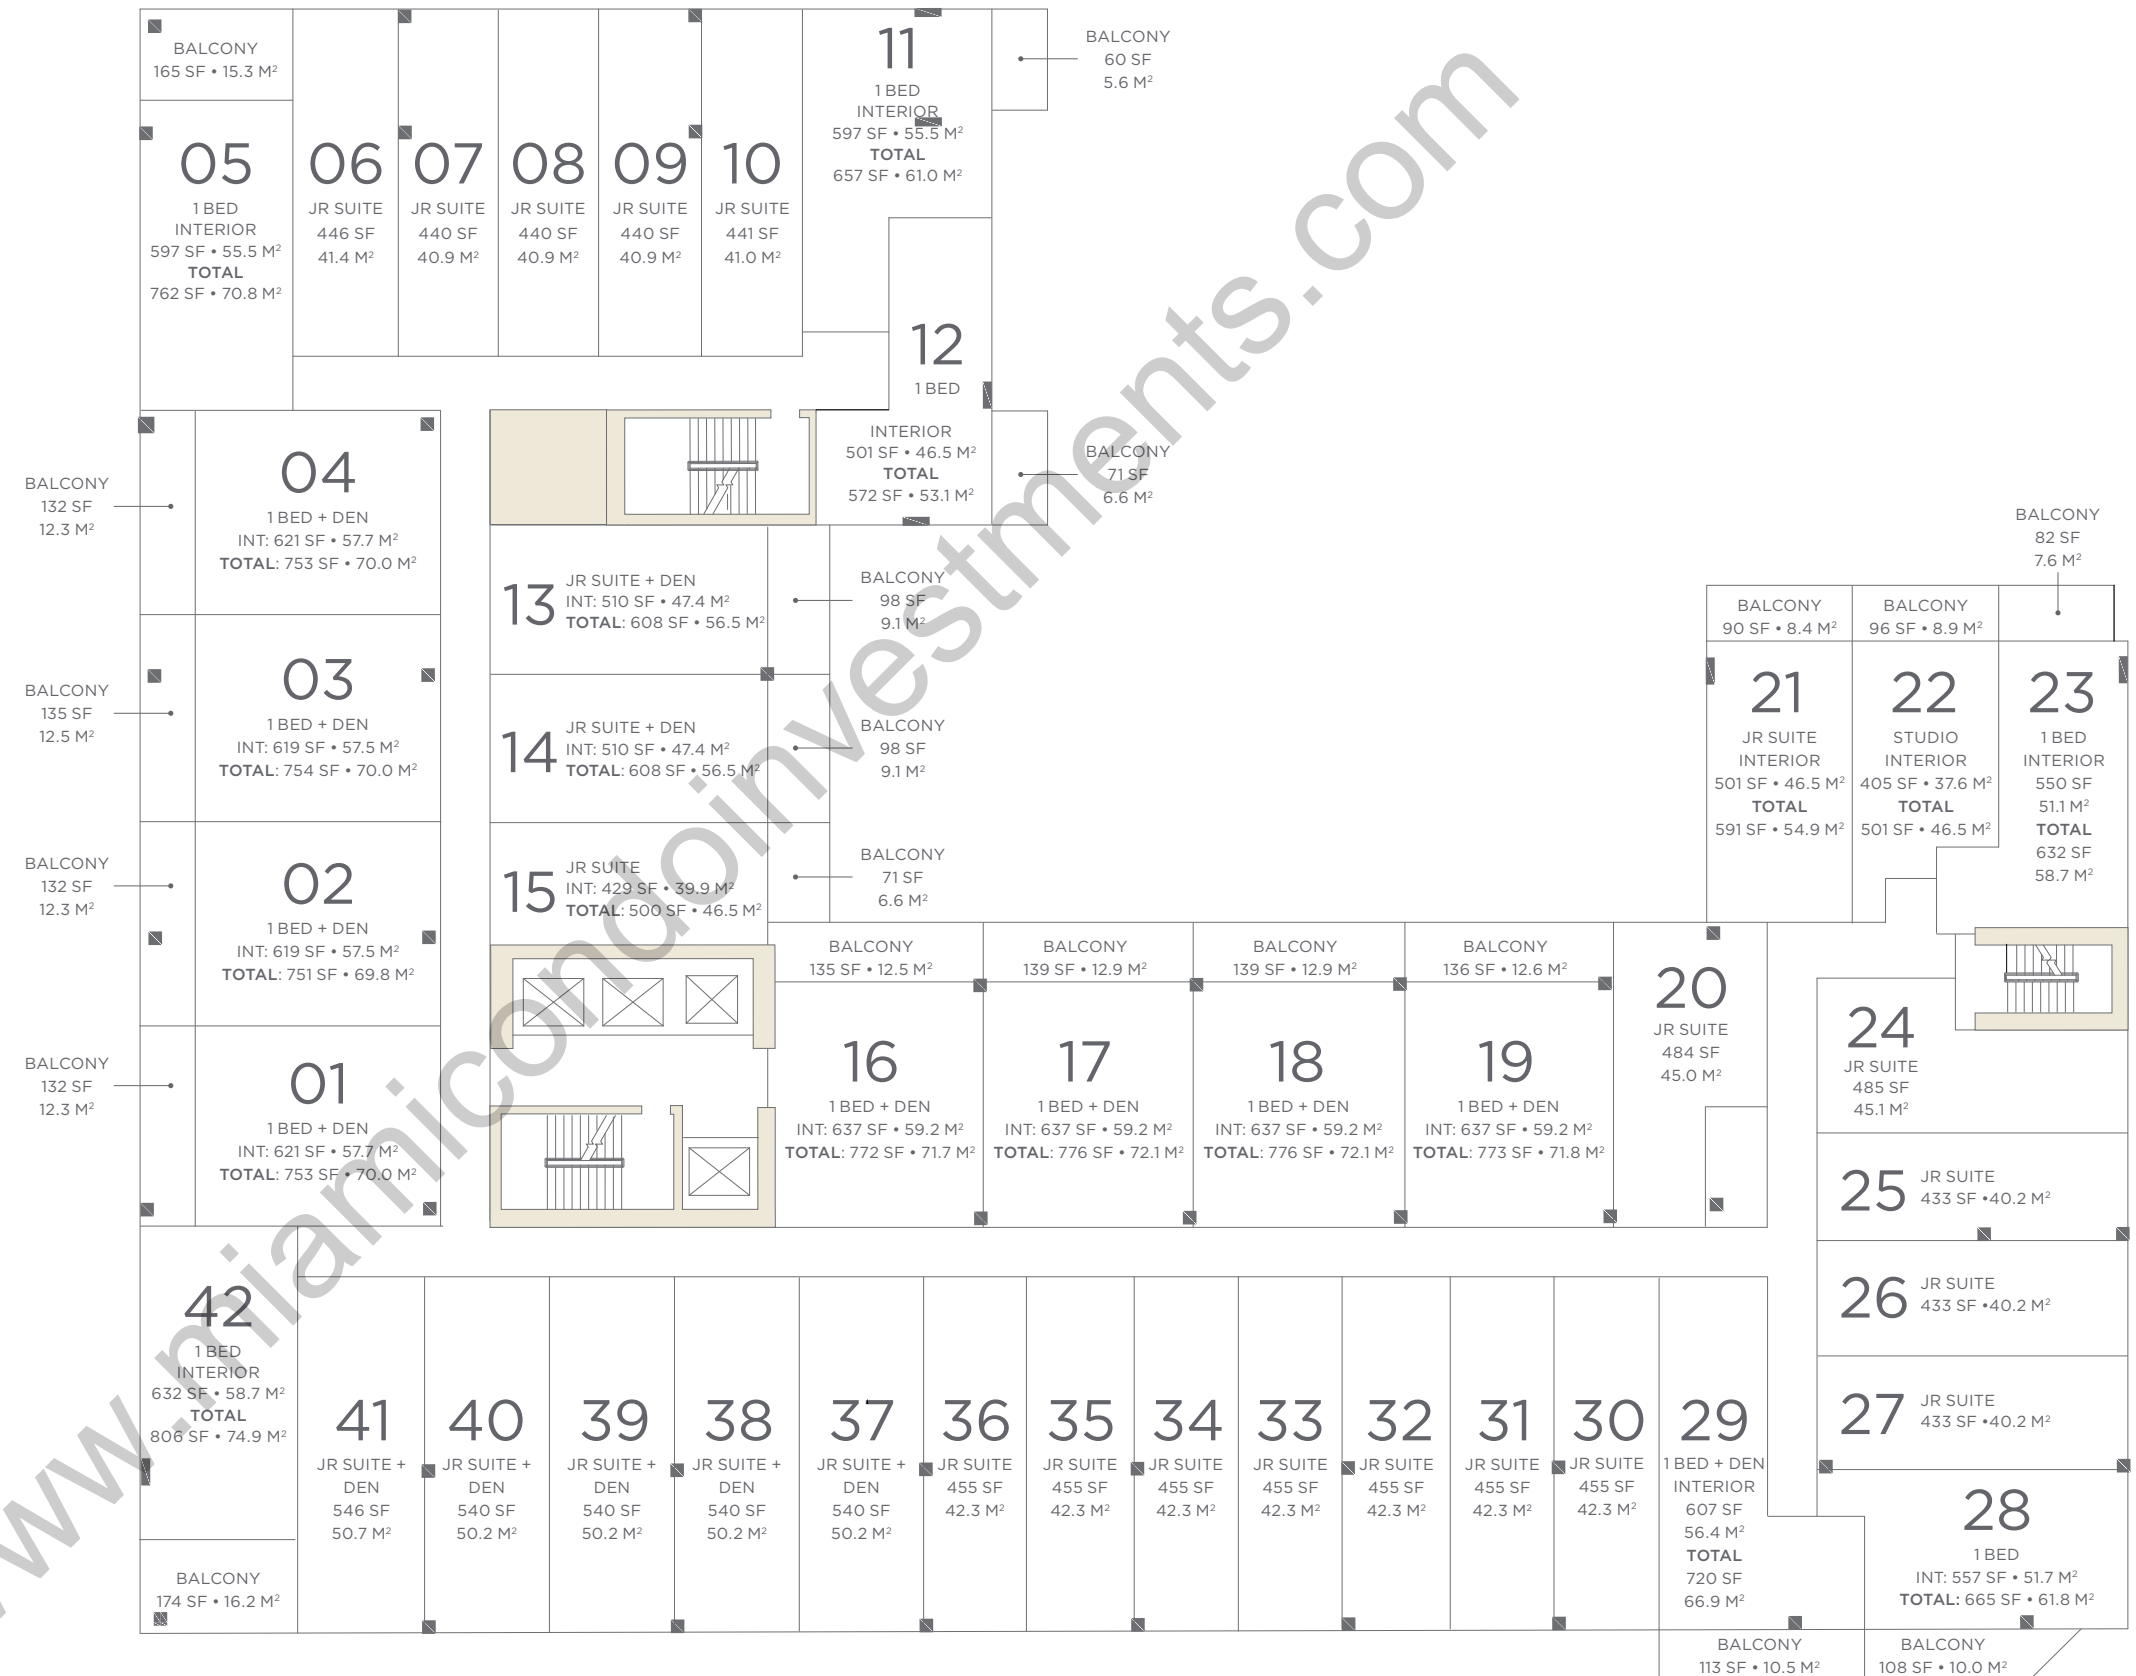 BALCONY
165 SF • 15.3 M²
05
1 BED
INTERIOR
597 SF • 55.5 M²
TOTAL
762 SF • 70.8 M²
06
JR SUITE
446 SF
41.4 M²
07
JR SUITE
440 SF
40.9 M²
08
JR SUITE
440 SF
40.9 M²
09
JR SUITE
440 SF
40.9 M²
10
JR SUITE
441 SF
41.0 M²
11
1 BED
INTERIOR
597 SF • 55.5 M²
TOTAL
657 SF • 61.0 M²
BALCONY
60 SF
5.6 M²
12
1 BED
INTERIOR
501 SF • 46.5 M²
TOTAL
572 SF • 53.1 M²
BALCONY
71 SF
6.6 M²
BALCONY
132 SF
12.3 M²
04
1 BED + DEN
INT: 621 SF • 57.7 M²
TOTAL: 753 SF • 70.0 M²
BALCONY
135 SF
12.5 M²
03
1 BED + DEN
INT: 619 SF • 57.5 M²
TOTAL: 754 SF • 70.0 M²
BALCONY
132 SF
12.3 M²
02
1 BED + DEN
INT: 619 SF • 57.5 M²
TOTAL: 751 SF • 69.8 M²
BALCONY
132 SF
12.3 M²
01
1 BED + DEN
INT: 621 SF • 57.7 M²
TOTAL: 753 SF • 70.0 M²
13
JR SUITE + DEN
INT: 510 SF • 47.4 M²
TOTAL: 608 SF • 56.5 M²
BALCONY
98 SF
9.1 M²
14
JR SUITE + DEN
INT: 510 SF • 47.4 M²
TOTAL: 608 SF • 56.5 M²
BALCONY
98 SF
9.1 M²
15
JR SUITE
INT: 429 SF • 39.9 M²
TOTAL: 500 SF • 46.5 M²
BALCONY
71 SF
6.6 M²
BALCONY
135 SF • 12.5 M²
16
1 BED + DEN
INT: 637 SF • 59.2 M²
TOTAL: 772 SF • 71.7 M²
BALCONY
139 SF • 12.9 M²
17
1 BED + DEN
INT: 637 SF • 59.2 M²
TOTAL: 776 SF • 72.1 M²
BALCONY
139 SF • 12.9 M²
18
1 BED + DEN
INT: 637 SF • 59.2 M²
TOTAL: 776 SF • 72.1 M²
BALCONY
136 SF • 12.6 M²
19
1 BED + DEN
INT: 637 SF • 59.2 M²
TOTAL: 773 SF • 71.8 M²
20
JR SUITE
484 SF
45.0 M²
BALCONY
90 SF • 8.4 M²
21
JR SUITE
INTERIOR
501 SF • 46.5 M²
TOTAL
591 SF • 54.9 M²
BALCONY
96 SF • 8.9 M²
22
STUDIO
INTERIOR
405 SF • 37.6 M²
TOTAL
501 SF • 46.5 M²
BALCONY
82 SF
7.6 M²
23
1 BED
INTERIOR
550 SF
51.1 M²
TOTAL
632 SF
58.7 M²
24
JR SUITE
485 SF
45.1 M²
25
JR SUITE
433 SF •40.2 M²
26
JR SUITE
433 SF •40.2 M²
27
JR SUITE
433 SF •40.2 M²
28
1 BED
INT: 557 SF • 51.7 M²
TOTAL: 665 SF • 61.8 M²
BALCONY
108 SF • 10.0 M²
42
1 BED
INTERIOR
632 SF • 58.7 M²
TOTAL
806 SF • 74.9 M²
BALCONY
174 SF • 16.2 M²
41
JR SUITE +
DEN
546 SF
50.7 M²
40
JR SUITE +
DEN
540 SF
50.2 M²
39
JR SUITE +
DEN
540 SF
50.2 M²
38
JR SUITE +
DEN
540 SF
50.2 M²
37
JR SUITE +
DEN
540 SF
50.2 M²
36
JR SUITE
455 SF
42.3 M²
35
JR SUITE
455 SF
42.3 M²
34
JR SUITE
455 SF
42.3 M²
33
JR SUITE
455 SF
42.3 M²
32
JR SUITE
455 SF
42.3 M²
31
JR SUITE
455 SF
42.3 M²
30
JR SUITE
455 SF
42.3 M²
29
1 BED + DEN
INTERIOR
607 SF
56.4 M²
TOTAL
720 SF
66.9 M²
BALCONY
113 SF • 10.5 M²
www.miamicondoinvestments.com